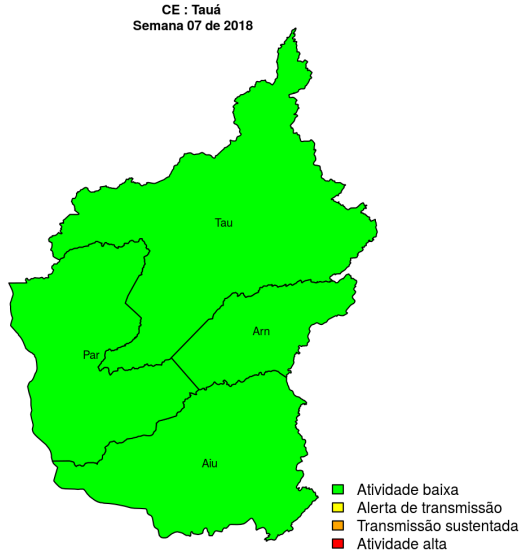 CE : Tauá
Semana 07 de 2018
Tau
Arn
Par
Aiu
Atividade baixa
Alerta de transmissão
Transmissão sustentada
Atividade alta